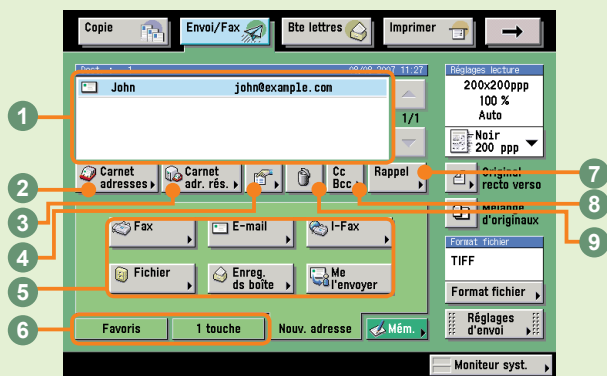 Copie
Envoi/Fax
Bte lettres
Imprimer
Dest. : 1
08/08 2007 11:27
John john@example.com
1/1
Réglages lecture
200x200ppp
100 %
Auto
Noir
200 ppp
Carnet
adresses
Carnet
adr. rés.
Cc
Bcc
Rappel
Original
recto verso
Mélange
d'originaux
Fax
E-mail
I-Fax
Fichier
Enreg.
ds boîte
Me
l'envoyer
Format fichier
TIFF
Format fichier
Réglages
d'envoi
Favoris
1 touche
Nouv. adresse
Mém.
Moniteur syst.
1
2
3
4
5
6
7
8
9